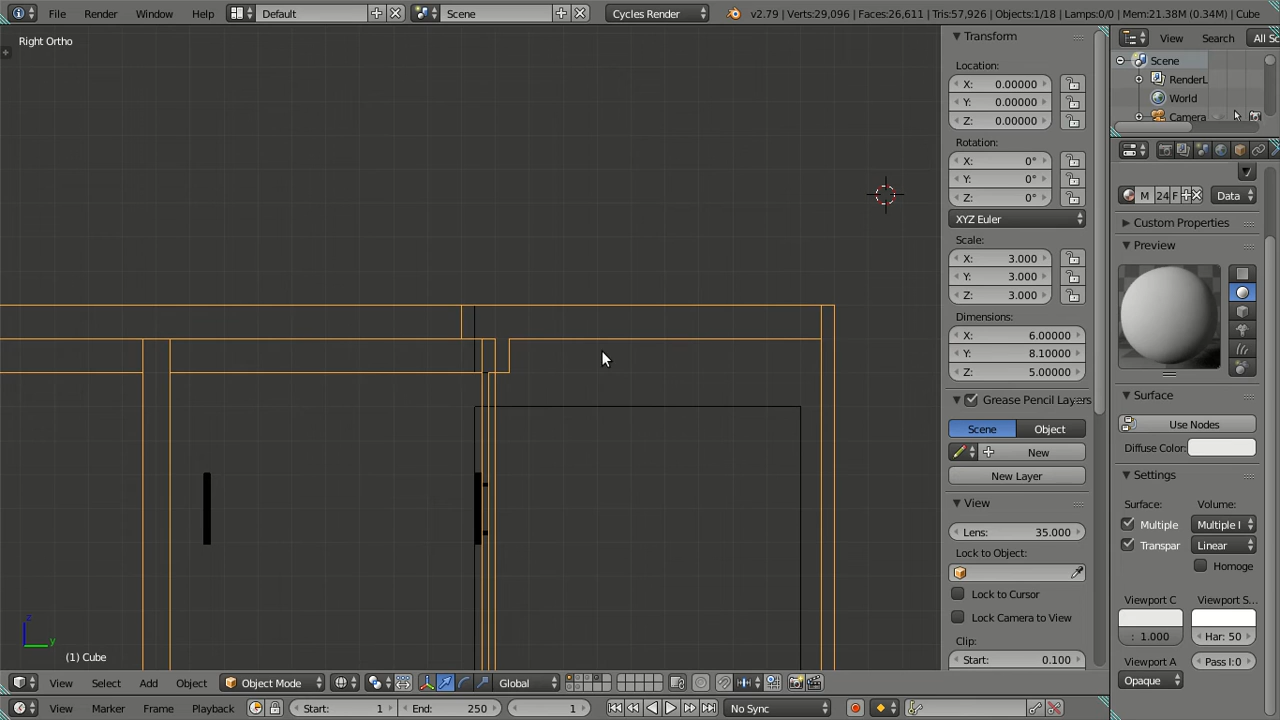 File Render Window Help Default Scene Cycles Render v2.79 | Verts:29,096 | Faces:26,611 | Tris:57,926 | Objects:1/18 | Lamps:0/0 | Mem:21.38M (0.34M) | Cube
Right Ortho
Transform
Location:
X: 0.00000
Y: 0.00000
Z: 0.00000
Rotation:
X: 0°
Y: 0°
Z: 0°
XYZ Euler
Scale:
X: 3.000
Y: 3.000
Z: 3.000
Dimensions:
X: 6.00000
Y: 8.10000
Z: 5.00000
Grease Pencil Layers
Scene Object
New
New Layer
View
Lens: 35.000
Lock to Object:
Lock to Cursor
Lock Camera to View
Clip:
Start: 0.100
View Search All Sc
Scene
RenderL
World
Camera
M 24 F Data
Custom Properties
Preview
Surface
Use Nodes
Diffuse Color:
Settings
Surface: Volume:
Multiple Multiple I
Transpar Linear
Homoge
Viewport C Viewport S...
: 1.000 Har: 50
Viewport A Pass I:0
Opaque
z
y
(1) Cube
View Select Add Object Object Mode Global
View Marker Frame Playback Start: 1 End: 250 1 No Sync